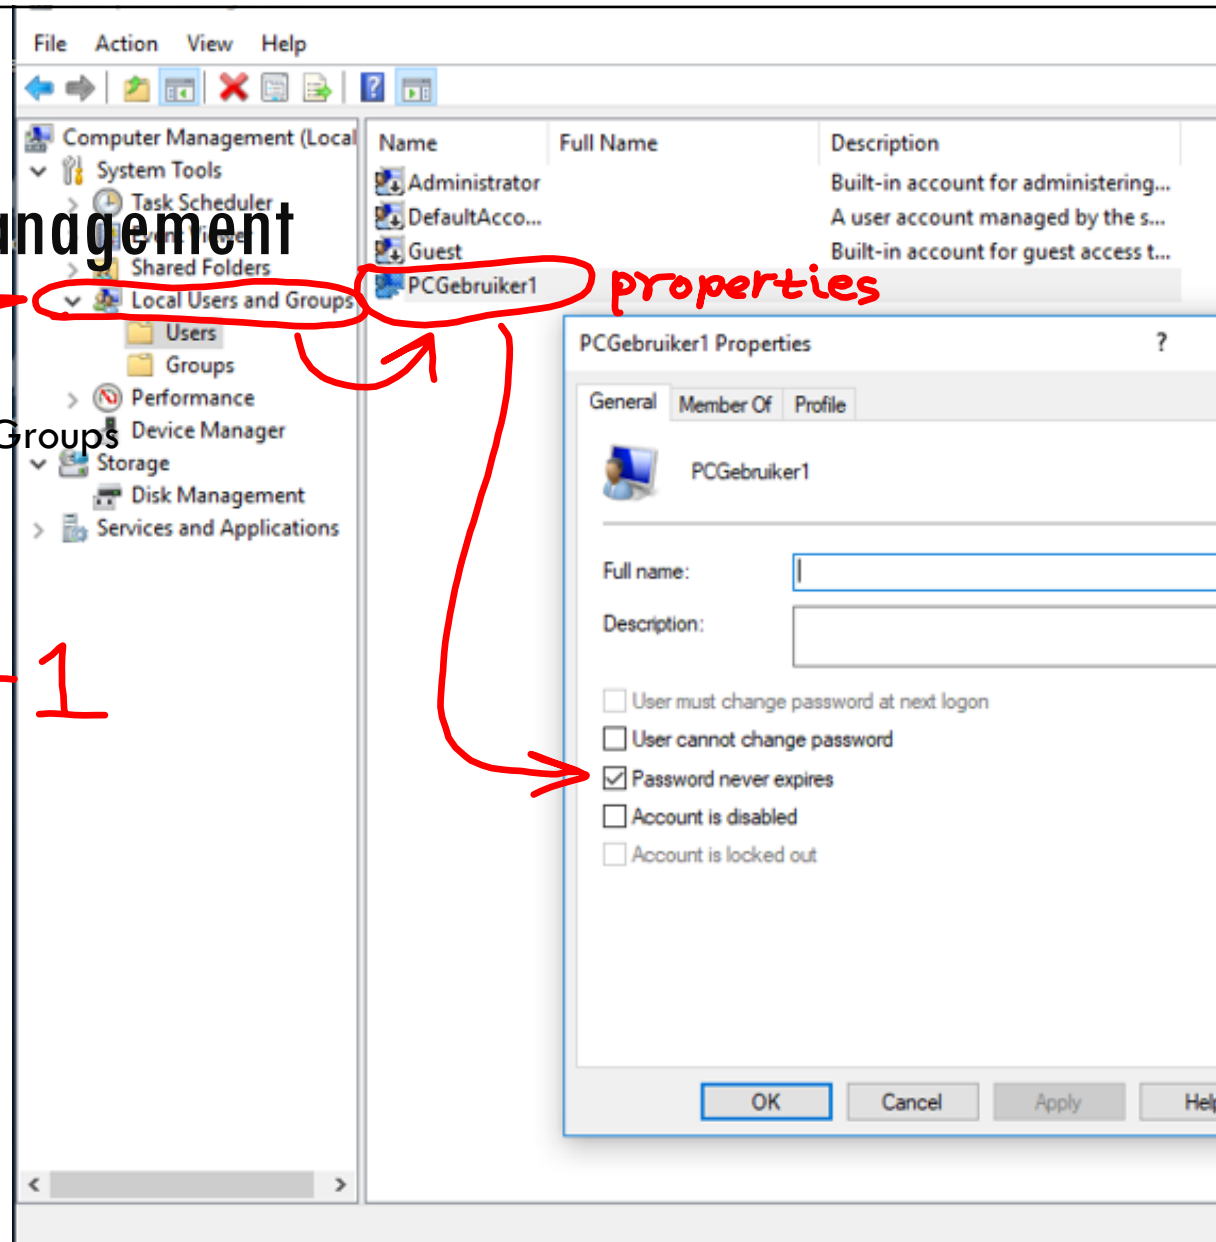 File Action View Help
Computer Management (Local
System Tools
Task Scheduler
anagement
Event Viewer
Shared Folders
Local Users and Groups
Users
Groups
Performance
Groups
Device Manager
Storage
Disk Management
Services and Applications
1
Name Full Name Description
Administrator Built-in account for administering...
DefaultAcco... A user account managed by the s...
Guest Built-in account for guest access t...
PCGebruiker1
properties
PCGebruiker1 Properties ?
General Member Of Profile
PCGebruiker1
Full name:
Description:
User must change password at next logon
User cannot change password
Password never expires
Account is disabled
Account is locked out
OK Cancel Apply Help